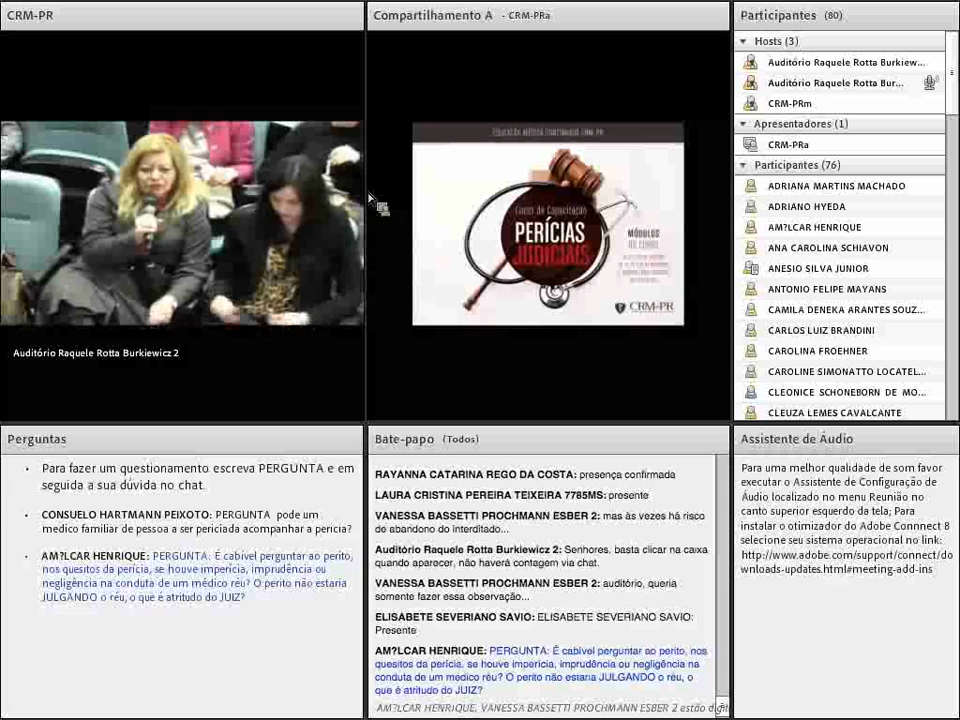 CRM-PR
Auditório Raquele Rotta Burkiewicz 2
Compartilhamento A - CRM-PRa
EDUCAÇÃO MÉDICA CONTINUADA CRM-PR
Curso de Capacitação
PERÍCIAS
JUDICIAIS
MÓDULOS
DO CURSO
CRM-PR
Participantes (80)
Hosts (3)
Auditório Raquele Rotta Burkiew...
Auditório Raquele Rotta Bur...
CRM-PRm
Apresentadores (1)
CRM-PRa
Participantes (76)
ADRIANA MARTINS MACHADO
ADRIANO HYEDA
AM?LCAR HENRIQUE
ANA CAROLINA SCHIAVON
ANESIO SILVA JUNIOR
ANTONIO FELIPE MAYANS
CAMILA DENEKA ARANTES SOUZ...
CARLOS LUIZ BRANDINI
CAROLINA FROEHNER
CAROLINE SIMONATTO LOCATEL...
CLEONICE SCHONEBORN DE MO...
CLEUZA LEMES CAVALCANTE
Perguntas
• Para fazer um questionamento escreva PERGUNTA e em
seguida a sua dúvida no chat.
• CONSUELO HARTMANN PEIXOTO: PERGUNTA pode um
medico familiar de pessoa a ser periciada acompanhar a pericia?
• AM?LCAR HENRIQUE: PERGUNTA: É cabível perguntar ao perito,
nos quesitos da perícia, se houve imperícia, imprudência ou
negligência na conduta de um médico réu? O perito não estaria
JULGANDO o réu, o que é atritudo do JUIZ?
Bate-papo (Todos)
RAYANNA CATARINA REGO DA COSTA: presença confirmada
LAURA CRISTINA PEREIRA TEIXEIRA 7785MS: presente
VANESSA BASSETTI PROCHMANN ESBER 2: mas às vezes há risco
de abandono do interditado...
Auditório Raquele Rotta Burkiewicz 2: Senhores, basta clicar na caixa
quando aparecer, não haverá contagem via chat.
VANESSA BASSETTI PROCHMANN ESBER 2: auditório, queria
somente fazer essa observação...
ELISABETE SEVERIANO SAVIO: ELISABETE SEVERIANO SAVIO:
Presente
AM?LCAR HENRIQUE: PERGUNTA: É cabível perguntar ao perito, nos
quesitos da perícia, se houve imperícia, imprudência ou negligência na
conduta de um médico réu? O perito não estaria JULGANDO o réu, o
que é atritudo do JUIZ?
AM?LCAR HENRIQUE, VANESSA BASSETTI PROCHMANN ESBER 2 estão digit
Assistente de Áudio
Para uma melhor qualidade de som favor
executar o Assistente de Configuração de
Áudio localizado no menu Reunião no
canto superior esquerdo da tela; Para
instalar o otimizador do Adobe Connnect 8
selecione seu sistema operacional no link:
http://www.adobe.com/support/connect/do
wnloads-updates.html#meeting-add-ins